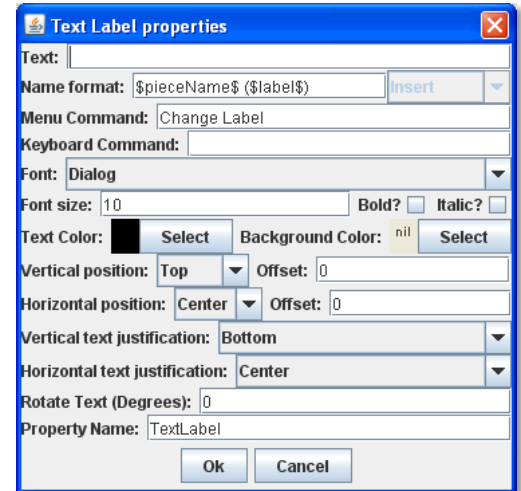 Text Label properties
Text:
Name format: $pieceName$ ($label$) Insert
Menu Command: Change Label
Keyboard Command:
Font: Dialog
Font size: 10 Bold? Italic?
Text Color: Select Background Color: nil Select
Vertical position: Top Offset: 0
Horizontal position: Center Offset: 0
Vertical text justification: Bottom
Horizontal text justification: Center
Rotate Text (Degrees): 0
Property Name: TextLabel
Ok Cancel